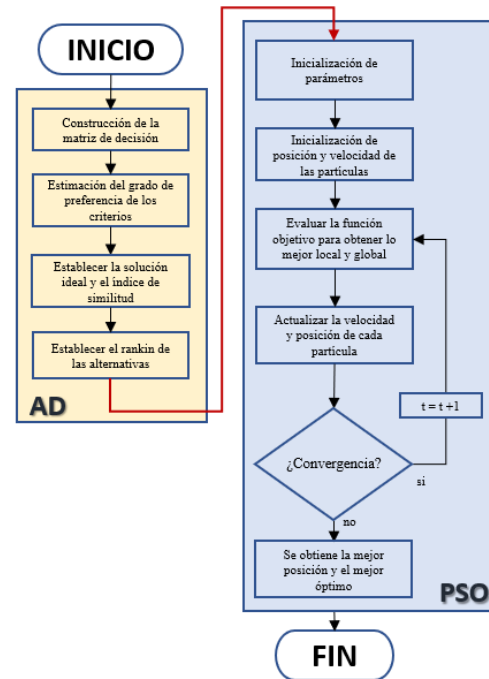 INICIO
Construcción de la
matriz de decisión
Estimación del grado de
preferencia de los
criterios
Establecer la solución
ideal y el índice de
similitud
Establecer el rankin de
las alternativas
AD
Inicialización de
parámetros
Inicialización de
posición y velocidad de
las partículas
Evaluar la función
objetivo para obtener lo
mejor local y global
Actualizar la velocidad
y posición de cada
partícula
t = t +1
¿Convergencia?
si
no
Se obtiene la mejor
posición y el mejor
óptimo
PSO
FIN